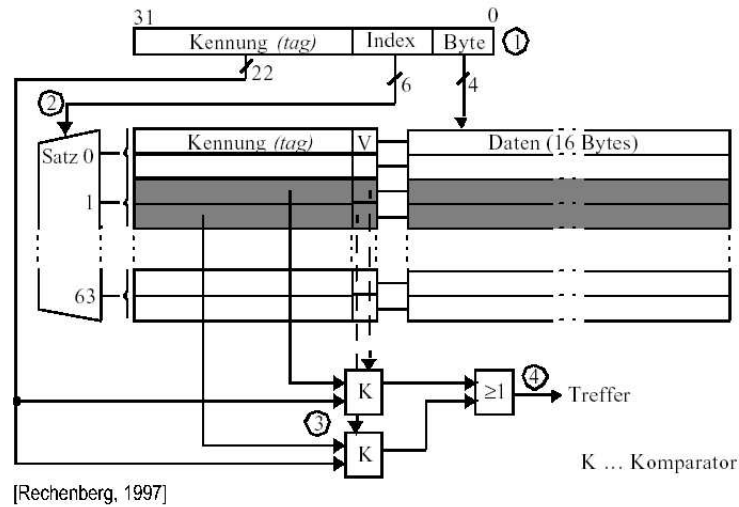 31 0
Kennung (tag) Index Byte 1
22 6 4
2
Kennung (tag) V Daten (16 Bytes)
Satz 0
1
63
K ≥1 4 Treffer
3
K K ... Komparator
[Rechenberg, 1997]